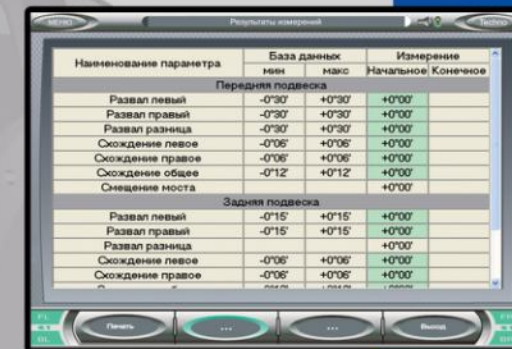 МЕНЮ
Результаты измерений
Techno
Наименование параметра База данных Измерение
мин макс Начальное Конечное
Передняя подвеска
Развал левый -0°30' +0°30' +0°00'
Развал правый -0°30' +0°30' +0°00'
Развал разница -0°30' +0°30' +0°00'
Схождение левое -0°06' +0°06' +0°00'
Схождение правое -0°06' +0°06' +0°00'
Схождение общее -0°12' +0°12' +0°00'
Смещение моста +0°00'
Задняя подвеска
Развал левый -0°15' +0°15' +0°00'
Развал правый -0°15' +0°15' +0°00'
Развал разница +0°00'
Схождение левое -0°06' +0°06' +0°00'
Схождение правое -0°06' +0°06' +0°00'
FL Печать ... ... Выход FR
RL